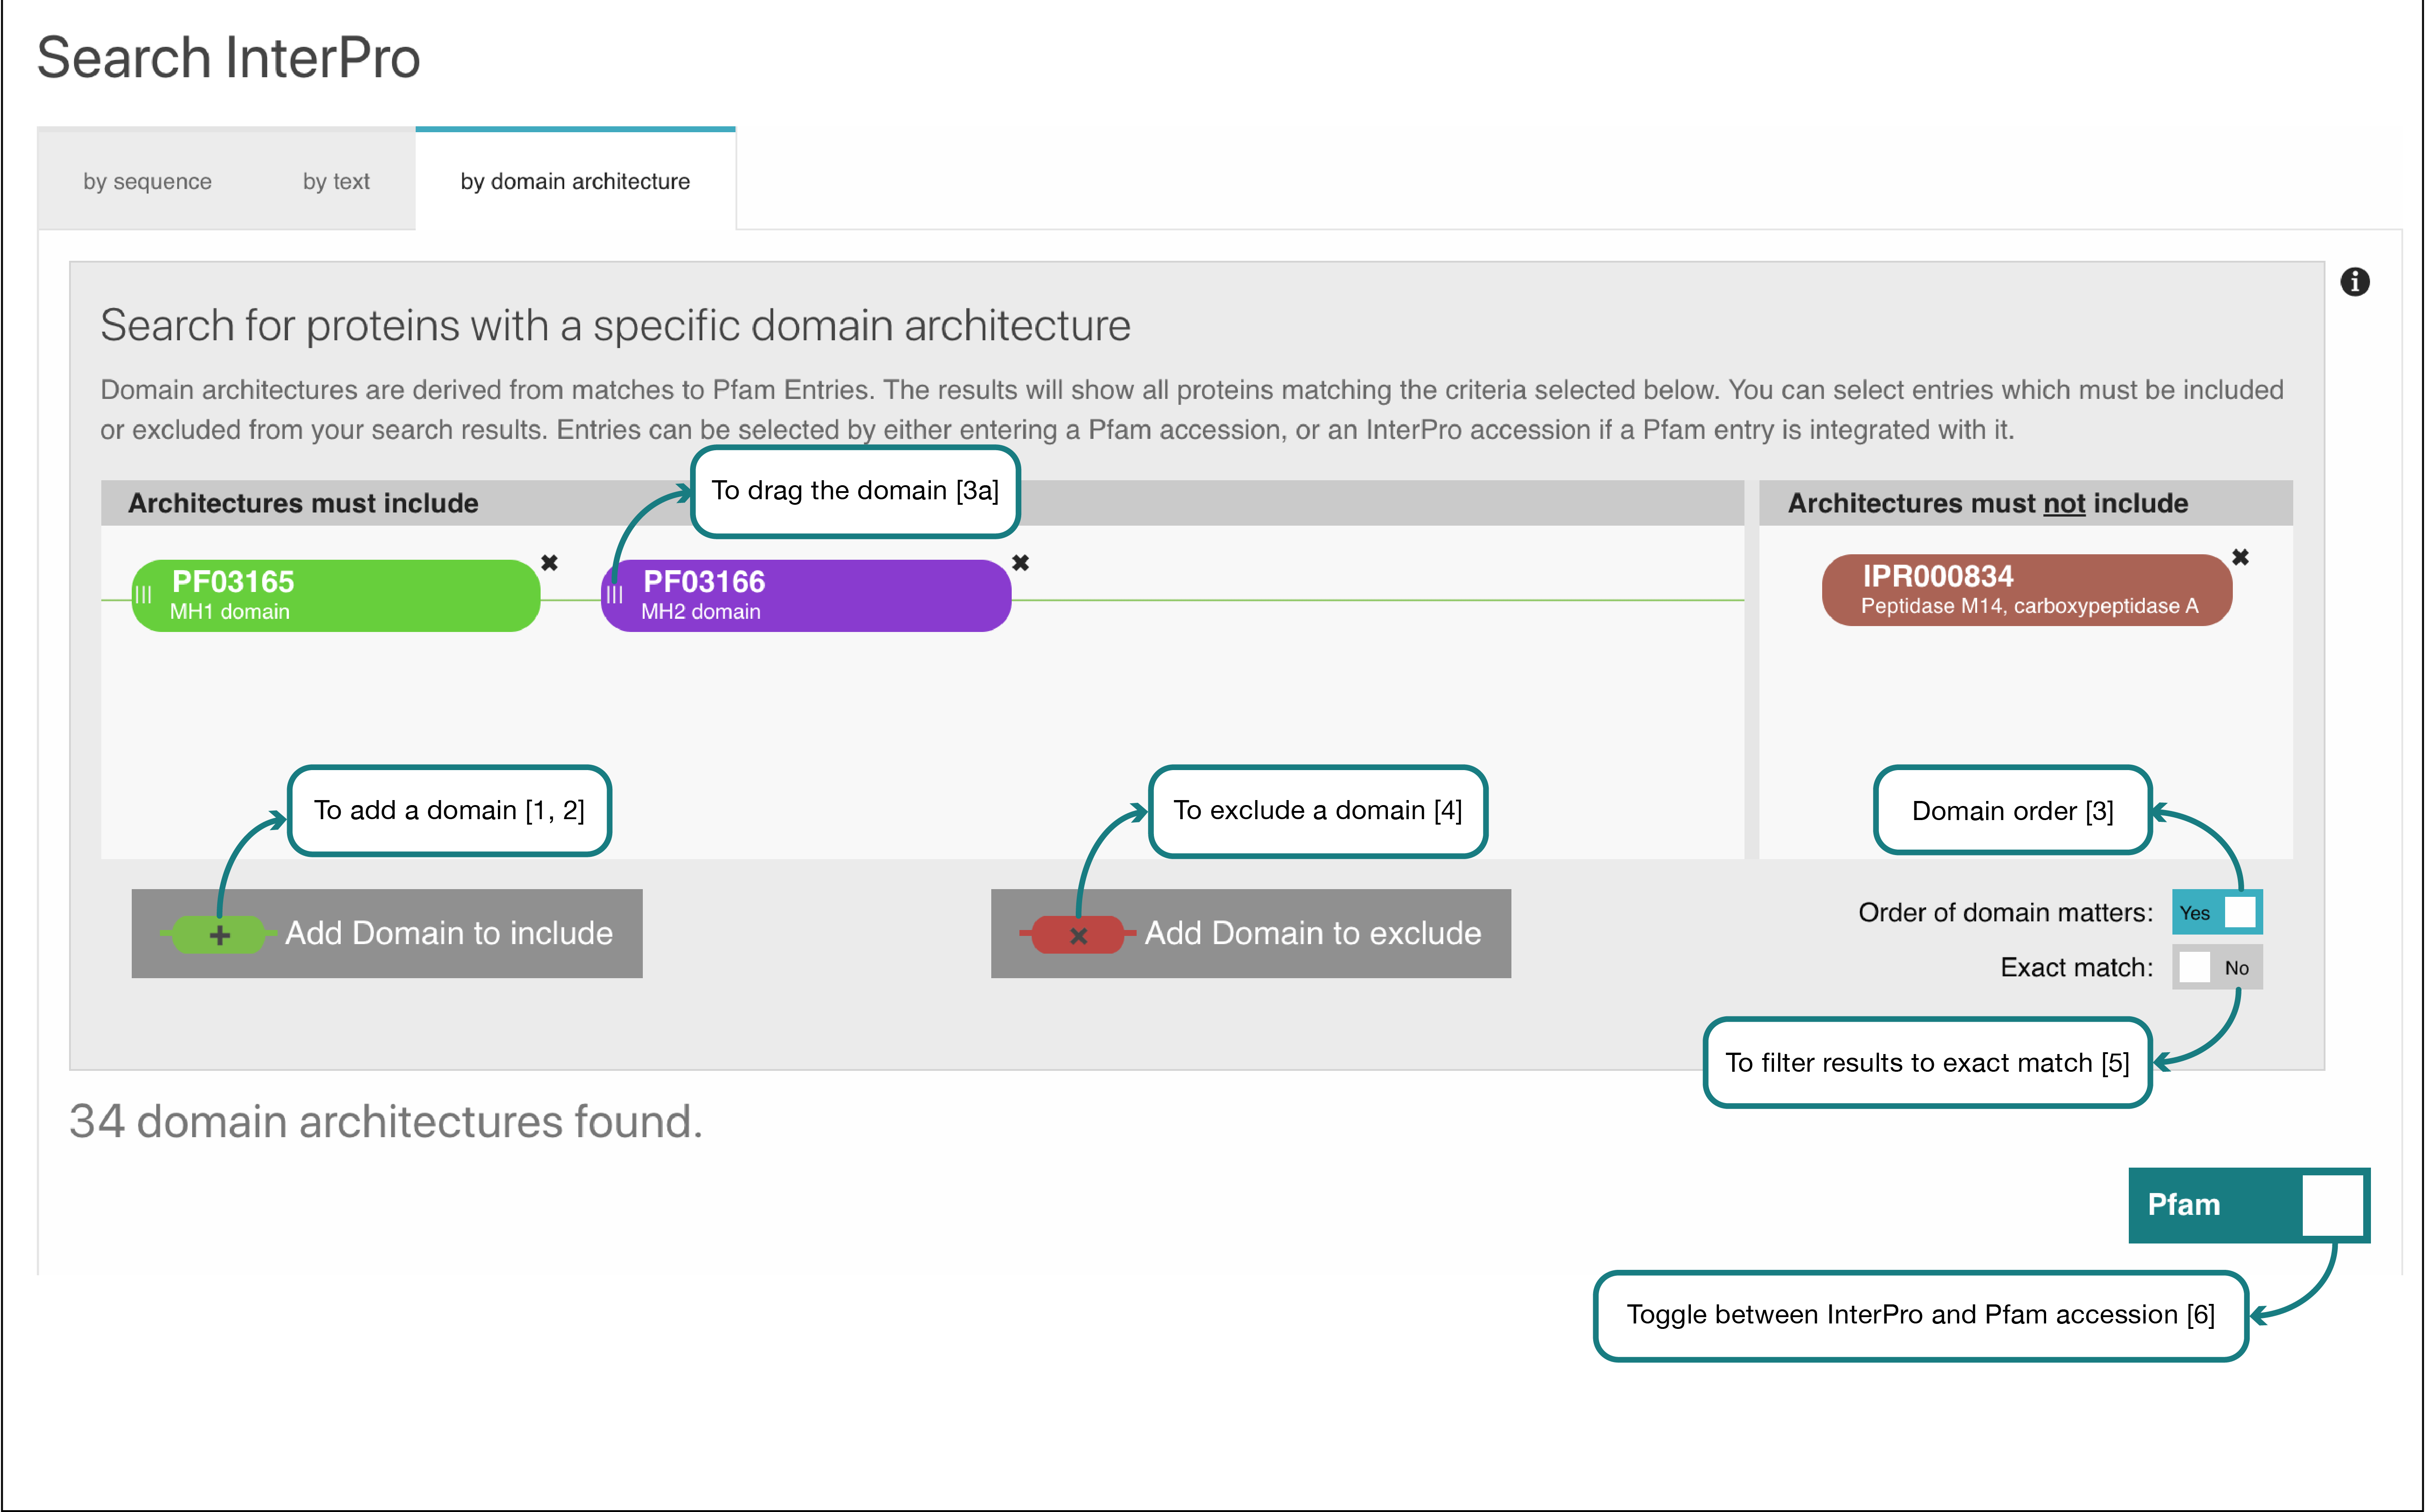 Search InterPro
by sequence
by text
by domain architecture
Search for proteins with a specific domain architecture
Domain architectures are derived from matches to Pfam Entries. The results will show all proteins matching the criteria selected below. You can select entries which must be included
or excluded from your search results. Entries can be selected by either entering a Pfam accession, or an InterPro accession if a Pfam entry is integrated with it.
To drag the domain [3a]
Architectures must include
Architectures must not include
PF03165
MH1 domain
PF03166
MH2 domain
IPR000834
Peptidase M14, carboxypeptidase A
To add a domain [1, 2]
To exclude a domain [4]
Domain order [3]
Add Domain to include
Add Domain to exclude
Order of domain matters: Yes
Exact match: No
To filter results to exact match [5]
34 domain architectures found.
Pfam
Toggle between InterPro and Pfam accession [6]